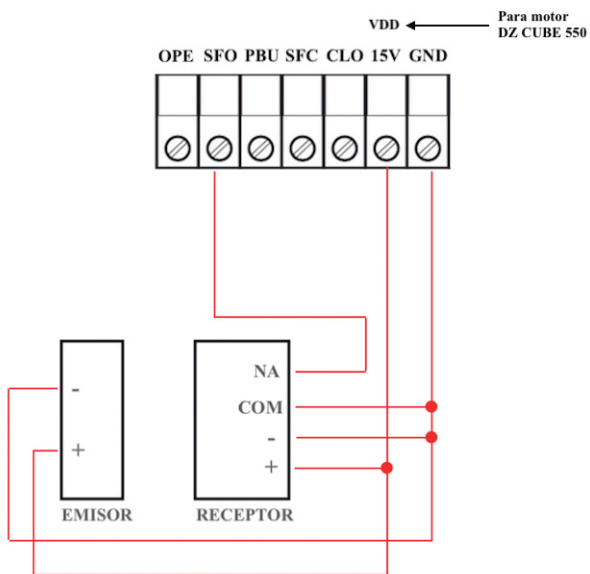 VDD
Para motor
DZ CUBE 550
OPE SFO PBU SFC CLO 15V GND
NA
COM
-
+
-
+
EMISOR
RECEPTOR